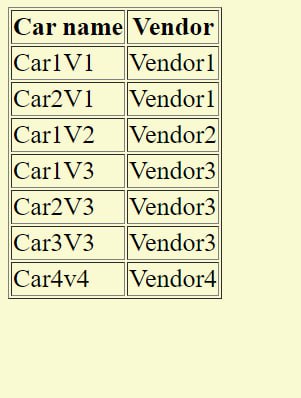 Car name Vendor
Car1V1 Vendor1
Car2V1 Vendor1
Car1V2 Vendor2
Car1V3 Vendor3
Car2V3 Vendor3
Car3V3 Vendor3
Car4v4 Vendor4